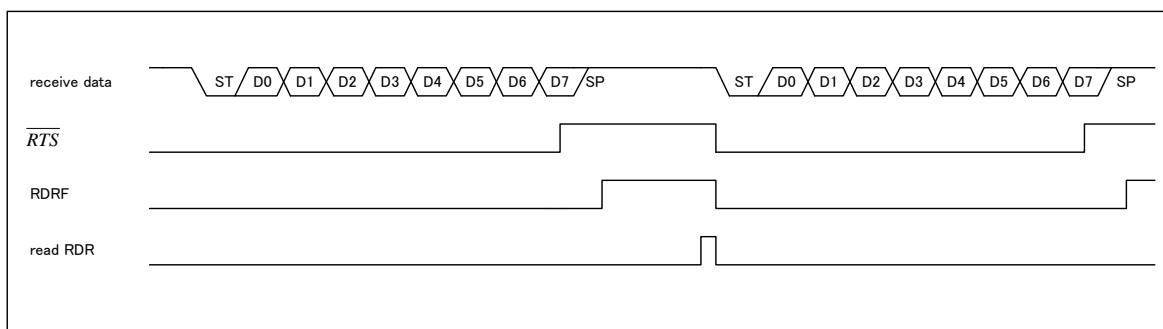 receive data ST D0 D1 D2 D3 D4 D5 D6 D7 SP ST D0 D1 D2 D3 D4 D5 D6 D7 SP
RTS
RDRF
read RDR